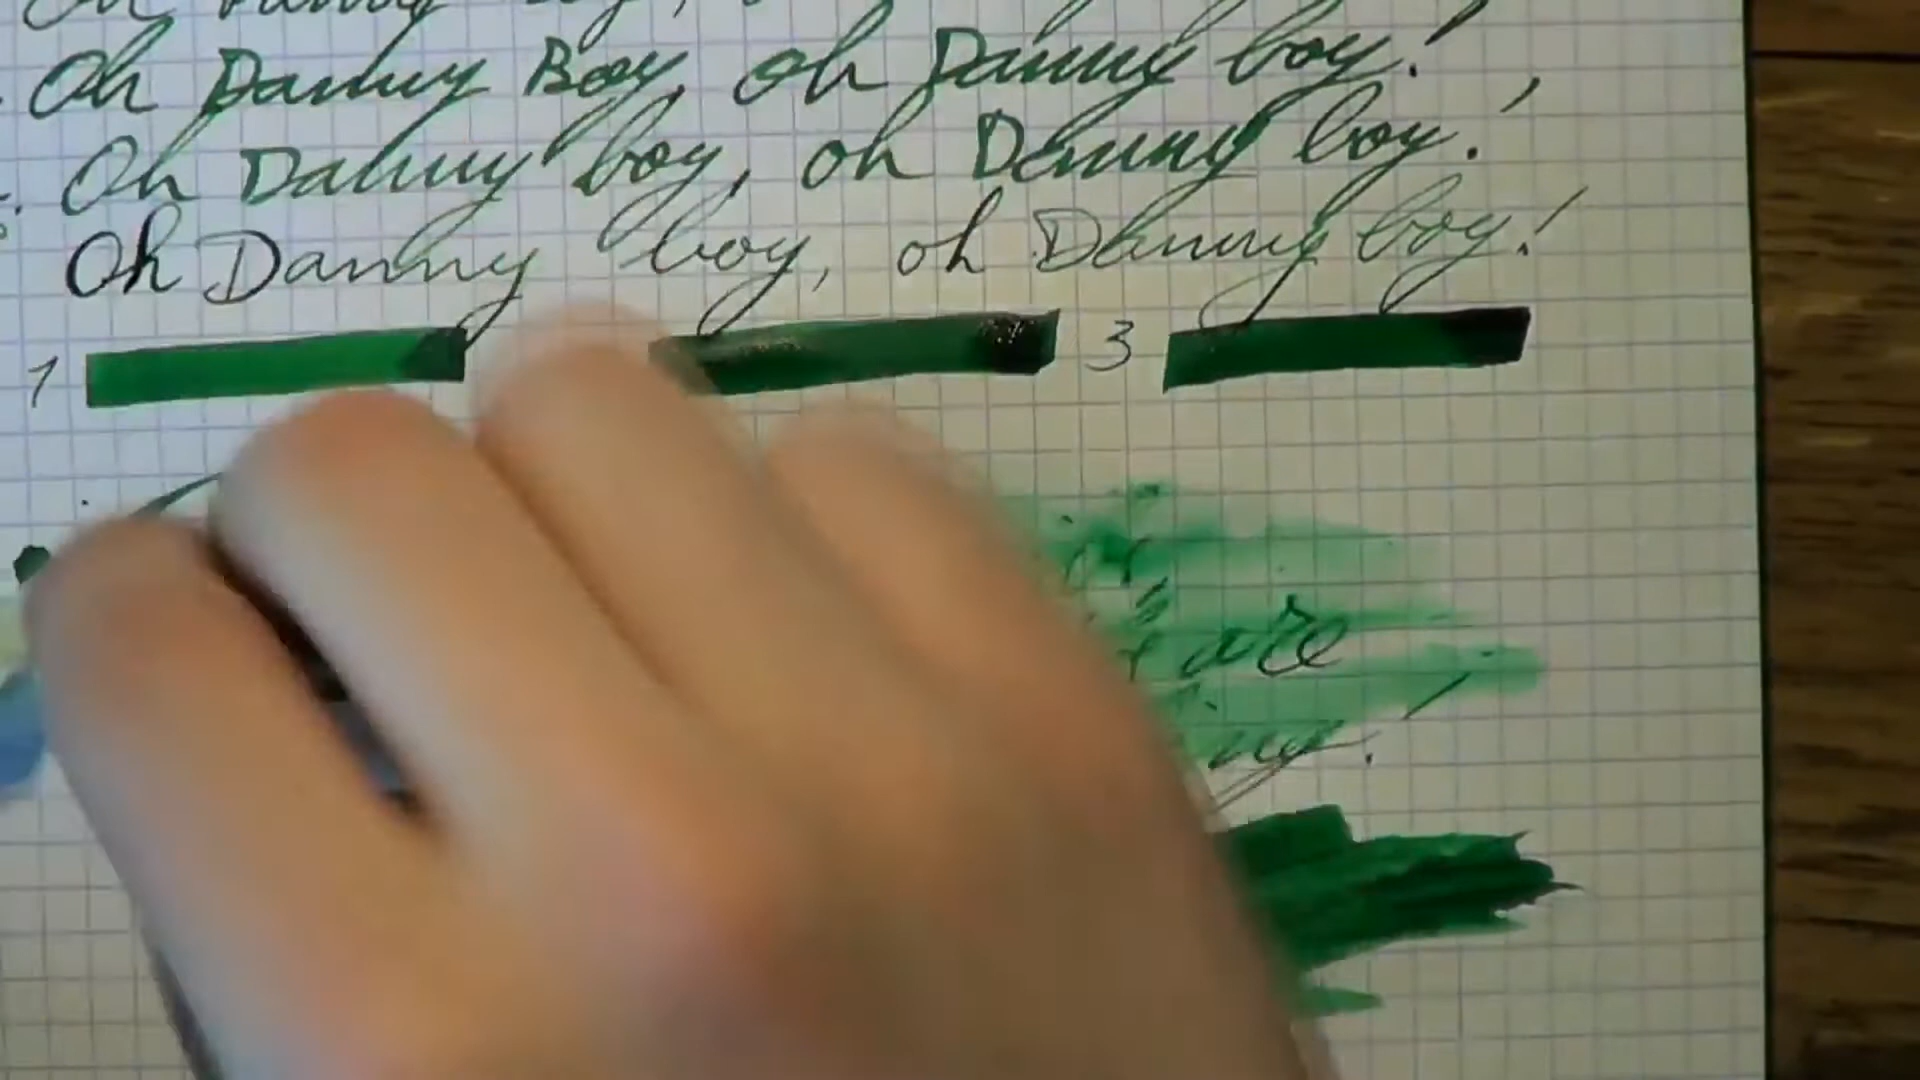 Oh Danny Boy, oh Danny boy!
Oh Danny boy, oh Danny boy!
Oh Danny boy, oh Danny boy!
1 3
are